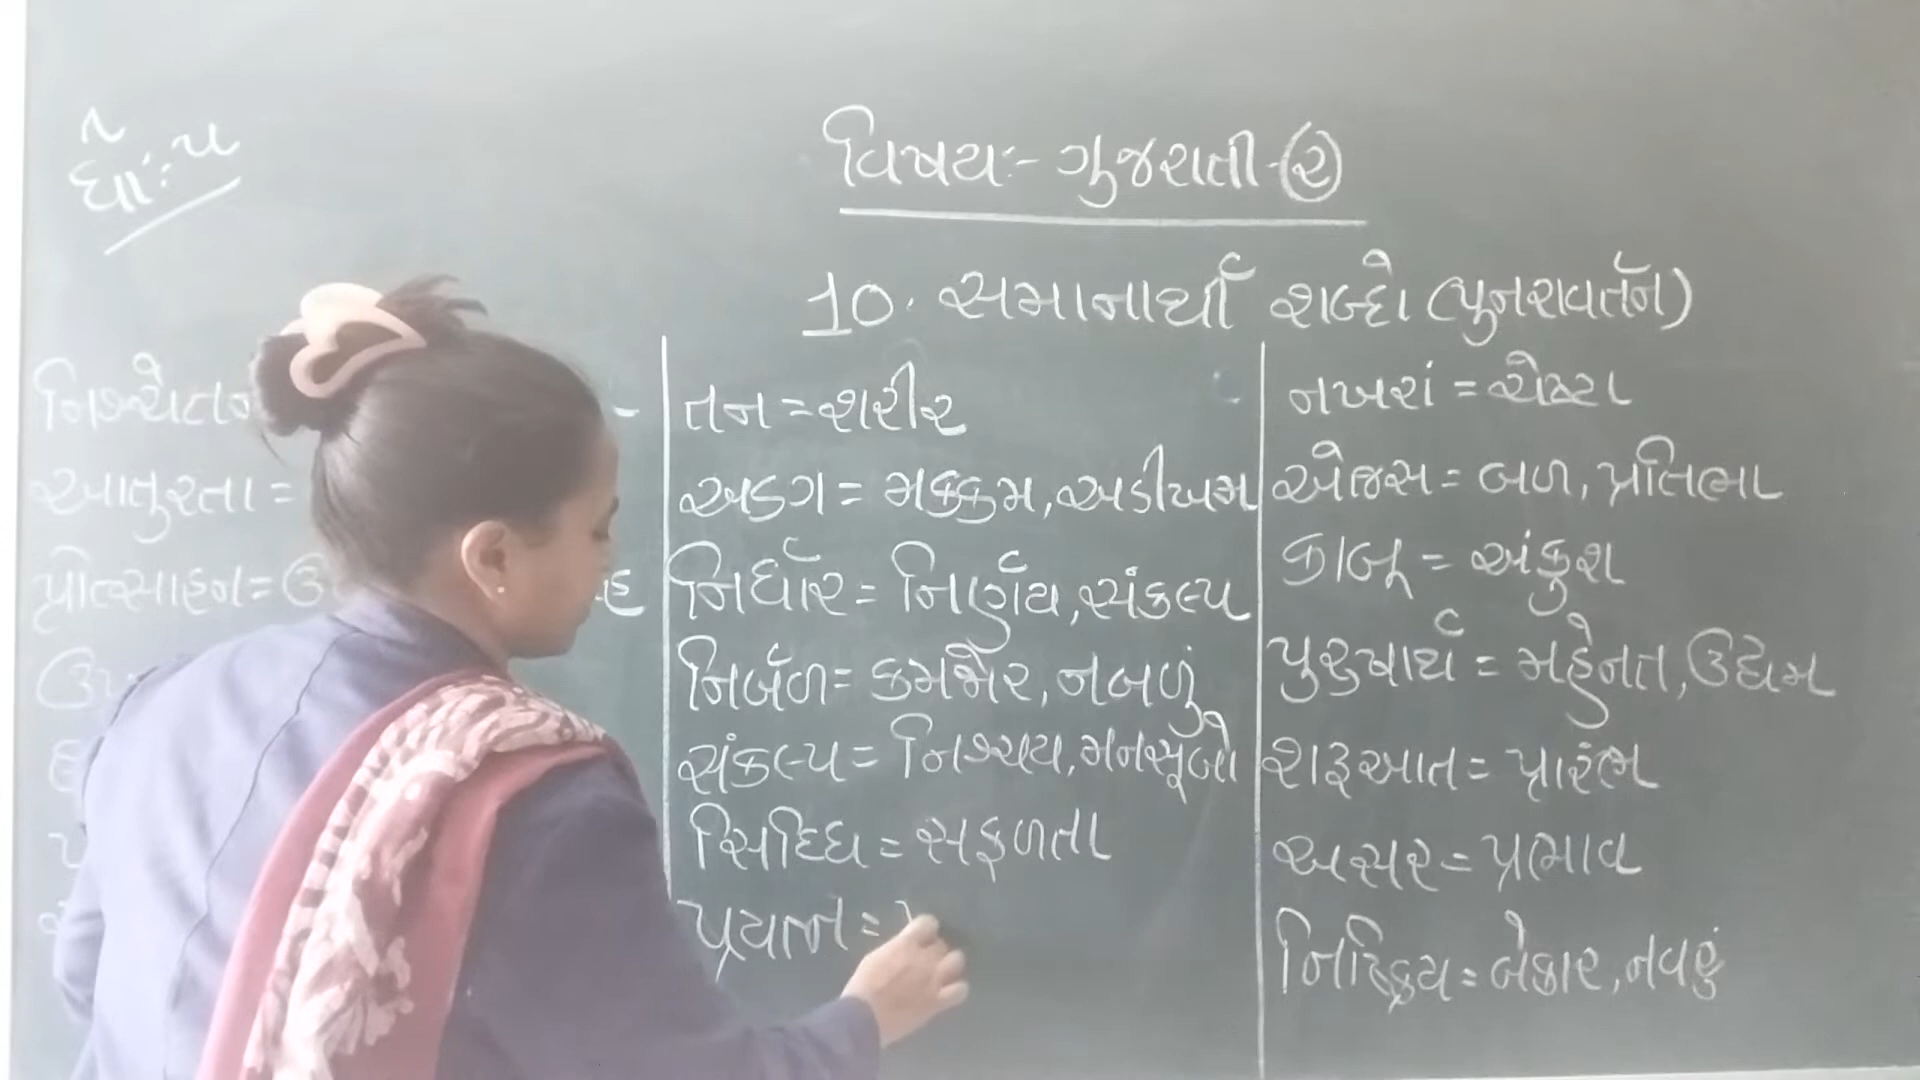 ધો:- ૫
વિષય:- ગુજરાતી-૨
10. સમાનાર્થી શબ્દો (પુનરાવર્તન)
નિશ્ચેતન
આતુરતા =
પ્રોત્સાહન =
તન = શરીર
અડગ = મક્કમ, અડીખમ
નિર્ધાર = નિર્ણય, સંકલ્પ
નિર્બળ = કમજોર, નબળું
સંકલ્પ = નિશ્ચય, મનસૂબો
સિધ્ધિ = સફળતા
પ્રયત્ન =
નખરાં = ચેષ્ટા
એજસ = બળ, પ્રતિભા
કાબૂ = અંકુશ
પુરુષાર્થ = મહેનત, ઉદ્યમ
શરૂઆત = પ્રારંભ
અસર = પ્રભાવ
નિષ્ક્રિય = બેકાર, નવરું